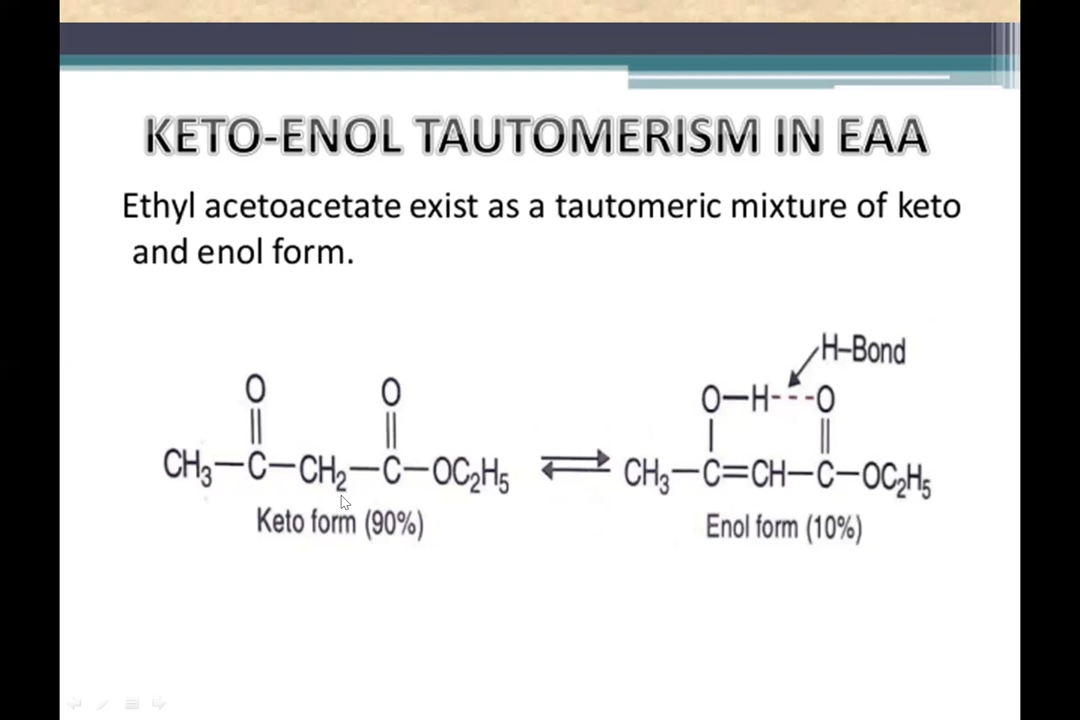 KETO-ENOL TAUTOMERISM IN EAA
Ethyl acetoacetate exist as a tautomeric mixture of keto
and enol form.
H–Bond
O O O—H---O
|| || | ||
CH₃—C—CH₂—C—OC₂H₅ ⇌ CH₃—C=CH—C—OC₂H₅
Keto form (90%) Enol form (10%)